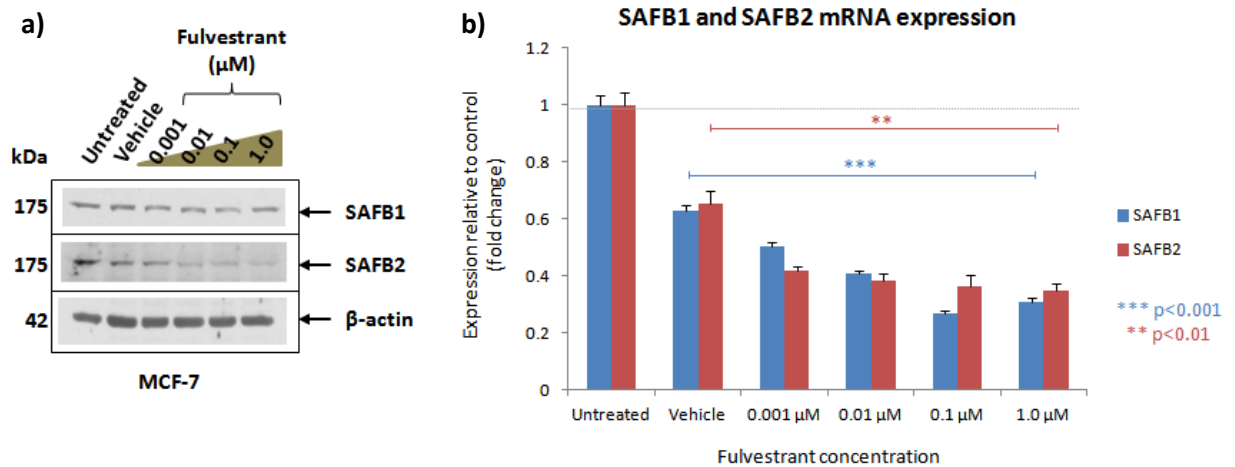 a)
Fulvestrant
(µM)
Untreated
Vehicle
0.001
0.01
0.1
1.0
kDa
175
SAFB1
175
SAFB2
42
β-actin
MCF-7
b)
SAFB1 and SAFB2 mRNA expression
Expression relative to control
(fold change)
1.2
1
0.8
0.6
0.4
0.2
0
**
***
Untreated
Vehicle
0.001 µM
0.01 µM
0.1 µM
1.0 µM
Fulvestrant concentration
SAFB1
SAFB2
*** p<0.001
** p<0.01